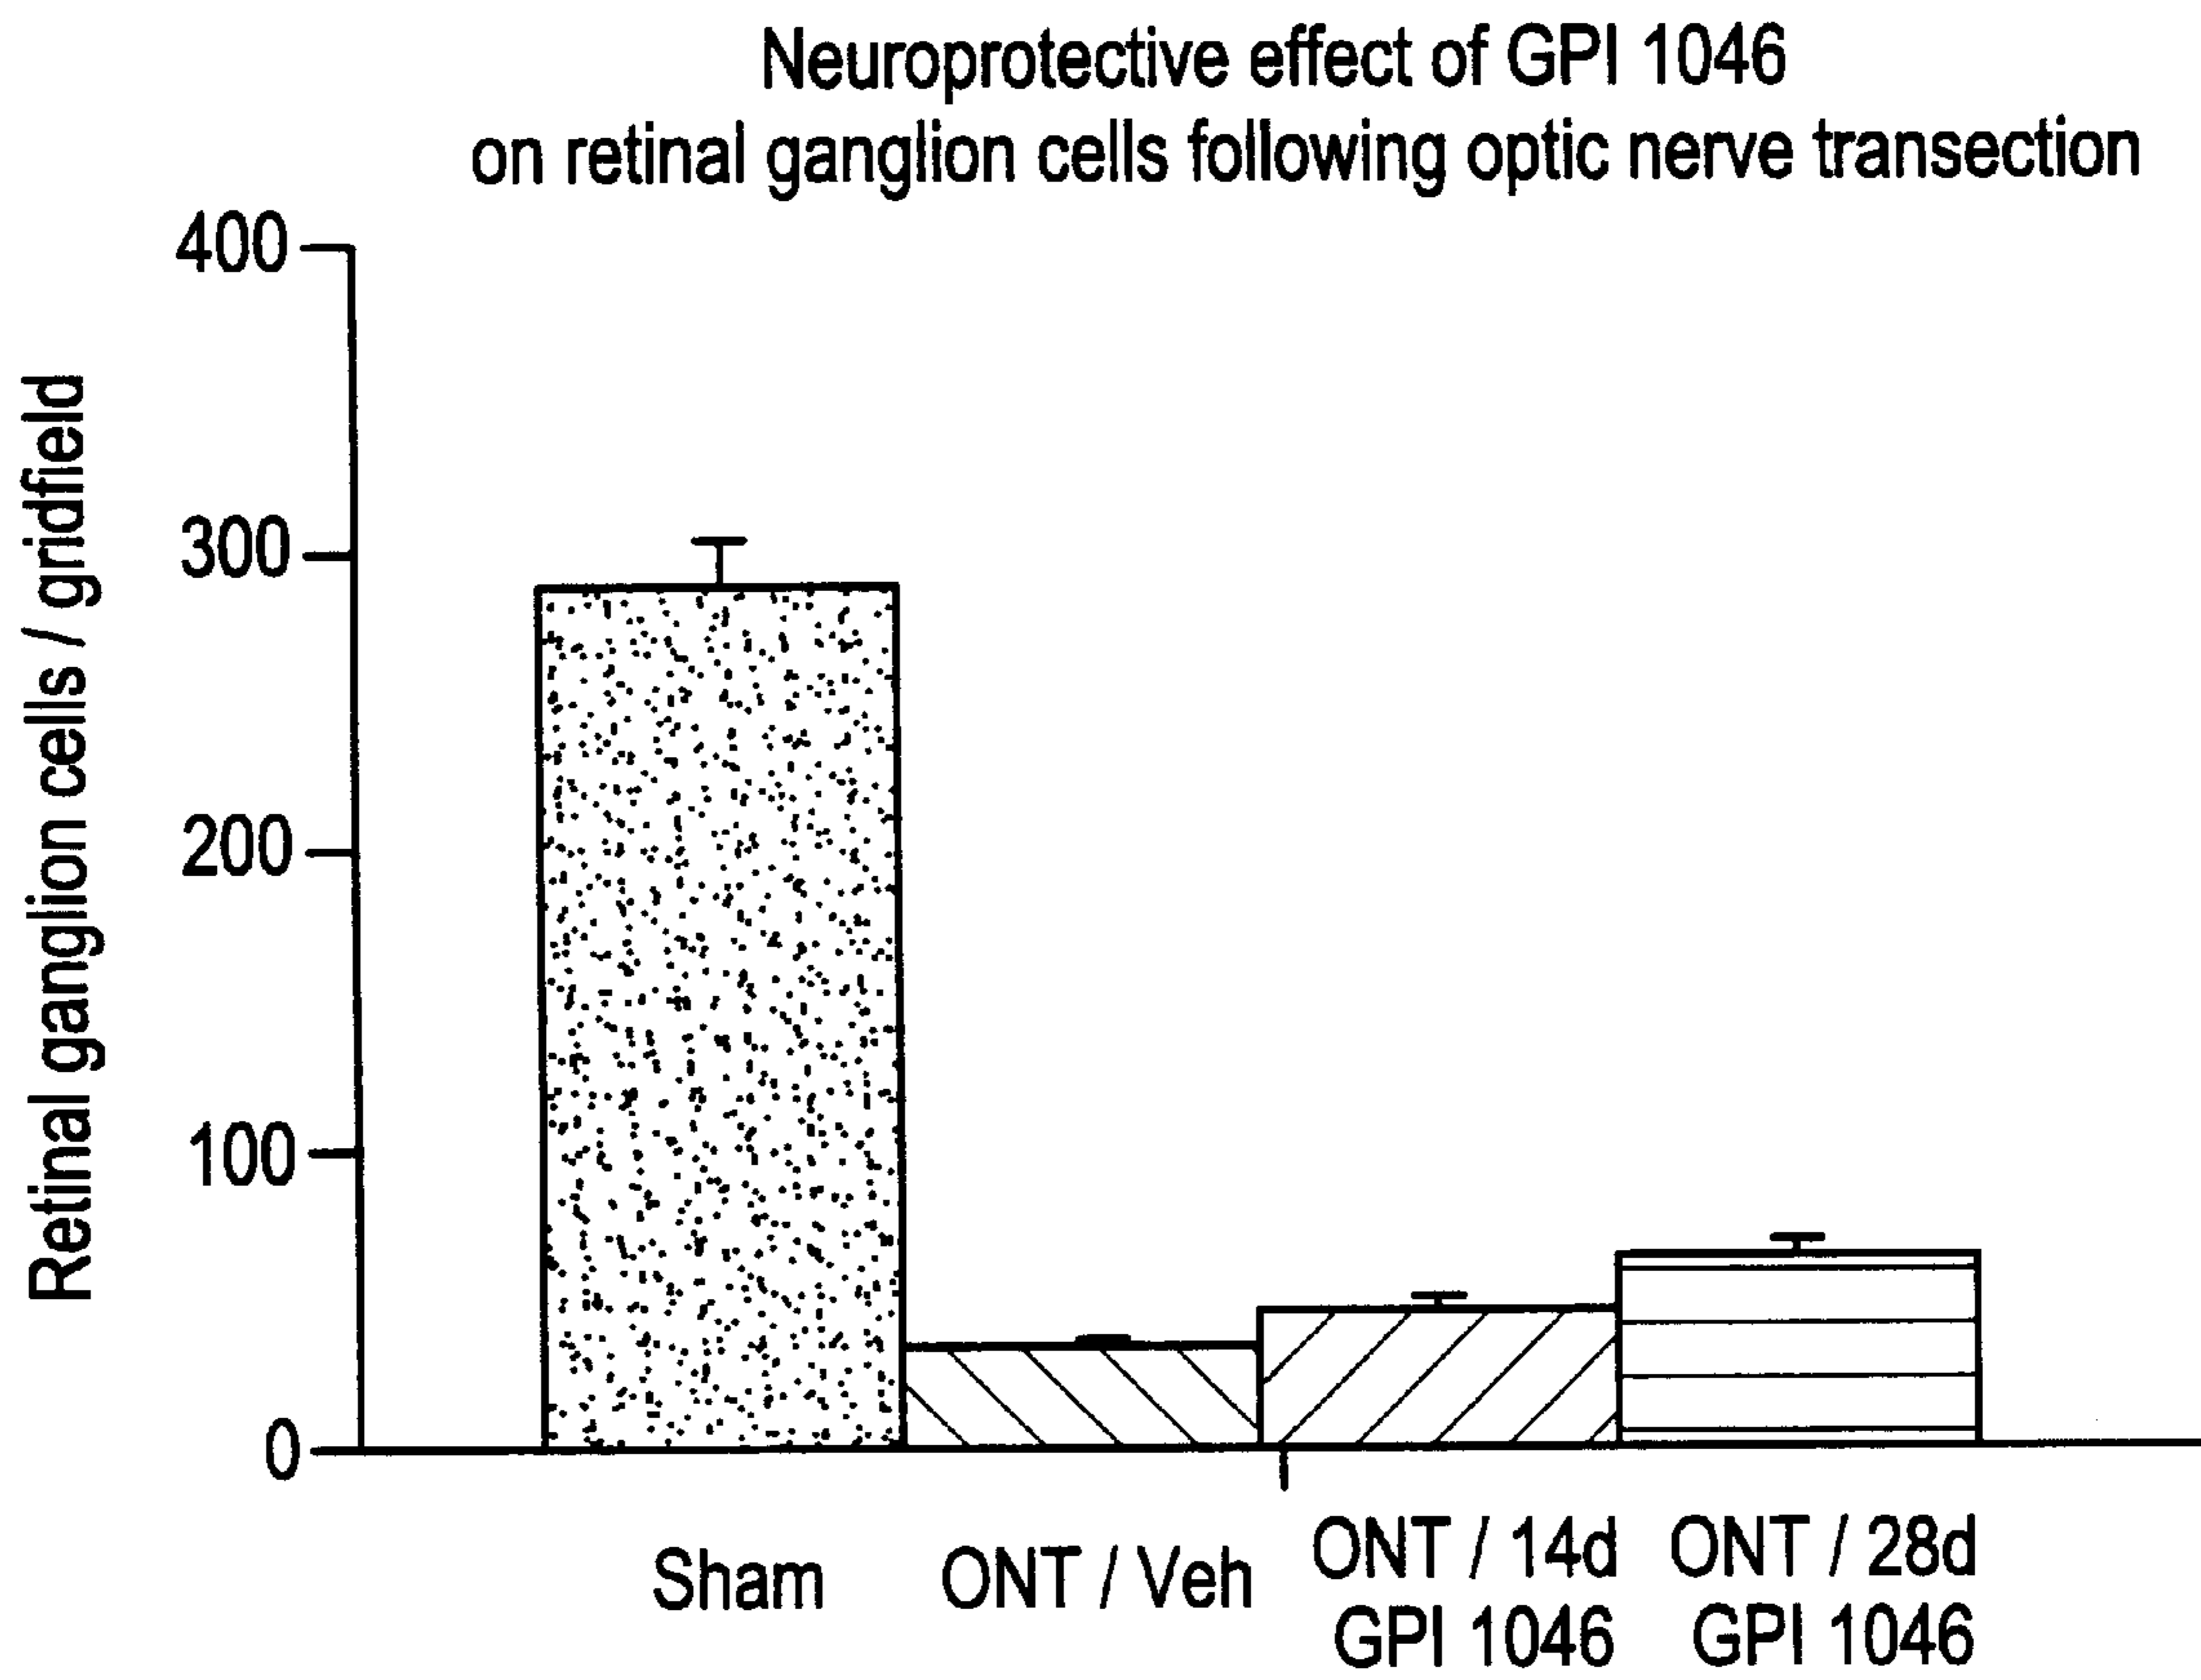 Neuroprotective effect of GPI 1046
on retinal ganglion cells following optic nerve transection
Retinal ganglion cells / gridfield
400
300
200
100
0
Sham
ONT / Veh
ONT / 14d
GPI 1046
ONT / 28d
GPI 1046